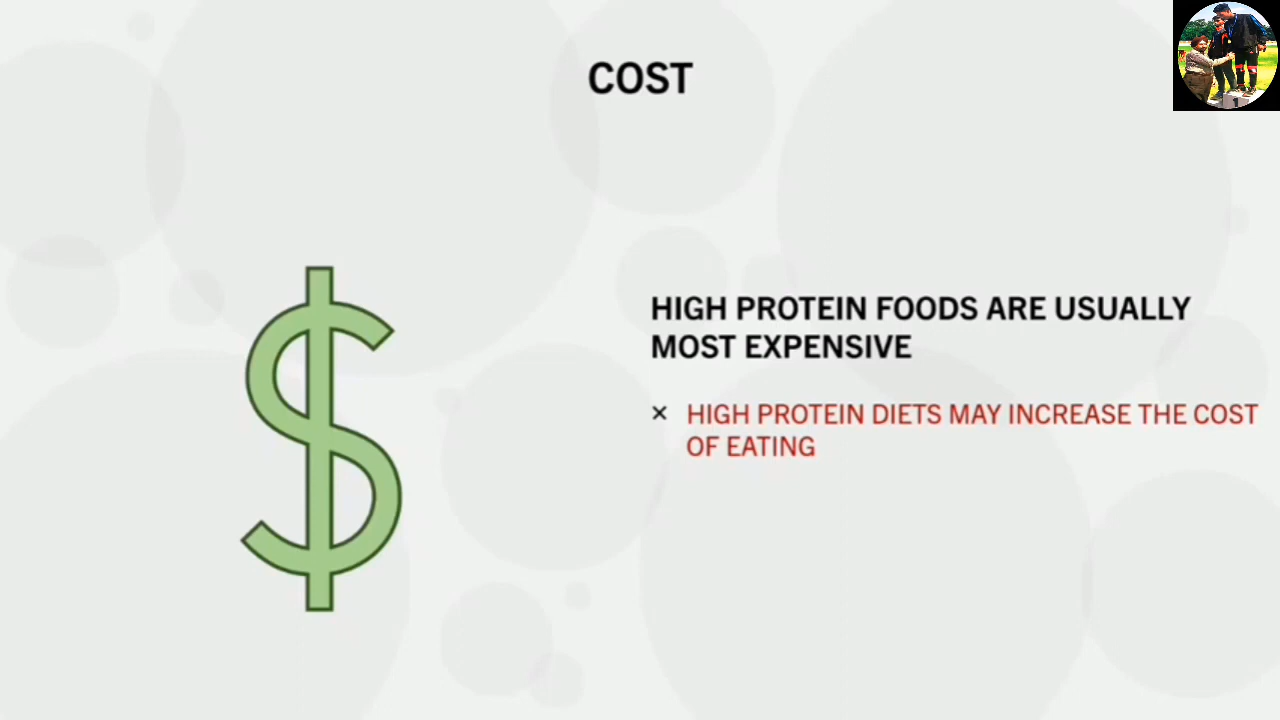 COST
HIGH PROTEIN FOODS ARE USUALLY
MOST EXPENSIVE
× HIGH PROTEIN DIETS MAY INCREASE THE COST
OF EATING